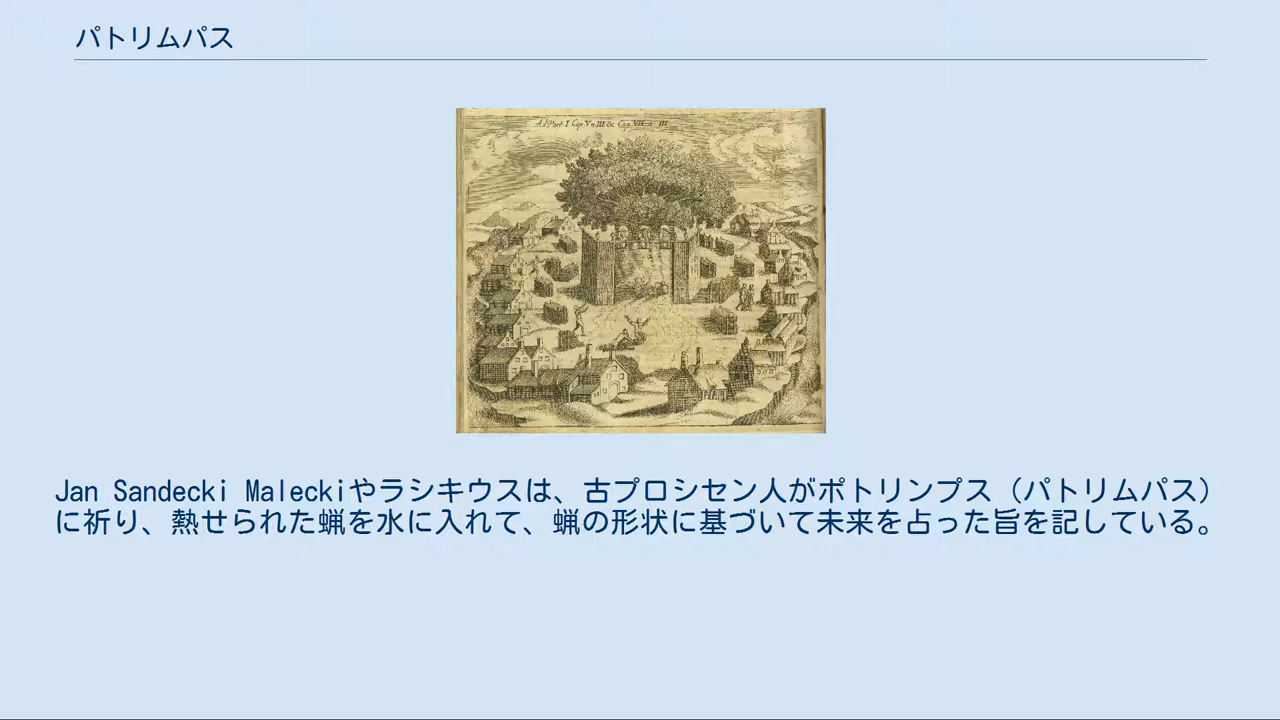 パトリムパス
Jan Sandecki Maleckiやラシキウスは、古プロシセン人がポトリンプス（パトリムパス）
に祈り、熱せられた蝋を水に入れて、蝋の形状に基づいて未来を占った旨を記している。